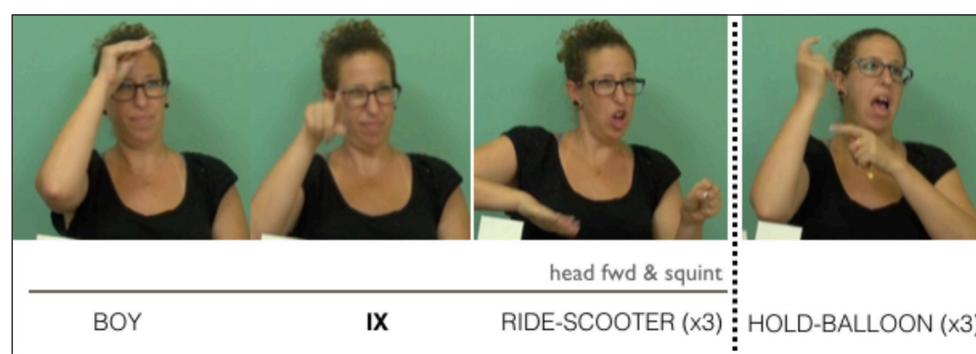 head fwd & squint
BOY IX RIDE-SCOOTER (x3) HOLD-BALLOON (x3)